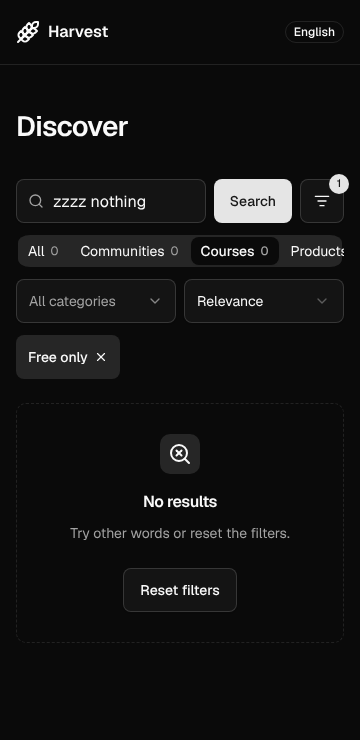 Harvest
English
Discover
zzzz nothing
Search
1
All 0 Communities 0 Courses 0 Products
All categories
Relevance
Free only
No results
Try other words or reset the filters.
Reset filters